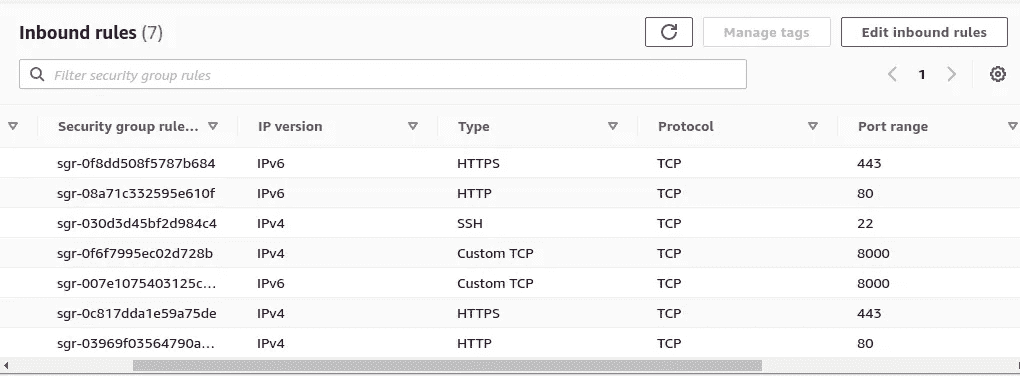 Inbound rules (7)
Manage tags
Edit inbound rules
Filter security group rules
1
Security group rule... IP version Type Protocol Port range
sgr-0f8dd508f5787b684 IPv6 HTTPS TCP 443
sgr-08a71c332595e610f IPv6 HTTP TCP 80
sgr-030d3d45bf2d984c4 IPv4 SSH TCP 22
sgr-0f6f7995ec02d728b IPv4 Custom TCP TCP 8000
sgr-007e1075403125c... IPv6 Custom TCP TCP 8000
sgr-0c817dda1e59a75de IPv4 HTTPS TCP 443
sgr-03969f03564790a... IPv4 HTTP TCP 80